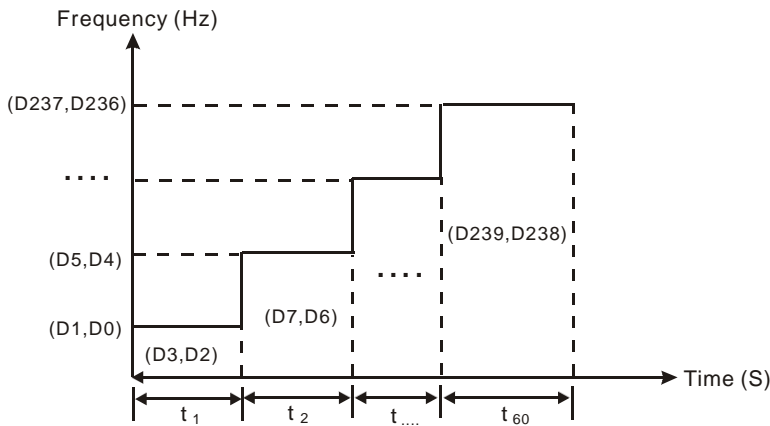 Frequency (Hz)
(D237,D236)
....
(D239,D238)
(D5,D4)
....
(D7,D6)
(D1,D0)
(D3,D2)
Time (S)
t1
t2
t....
t60